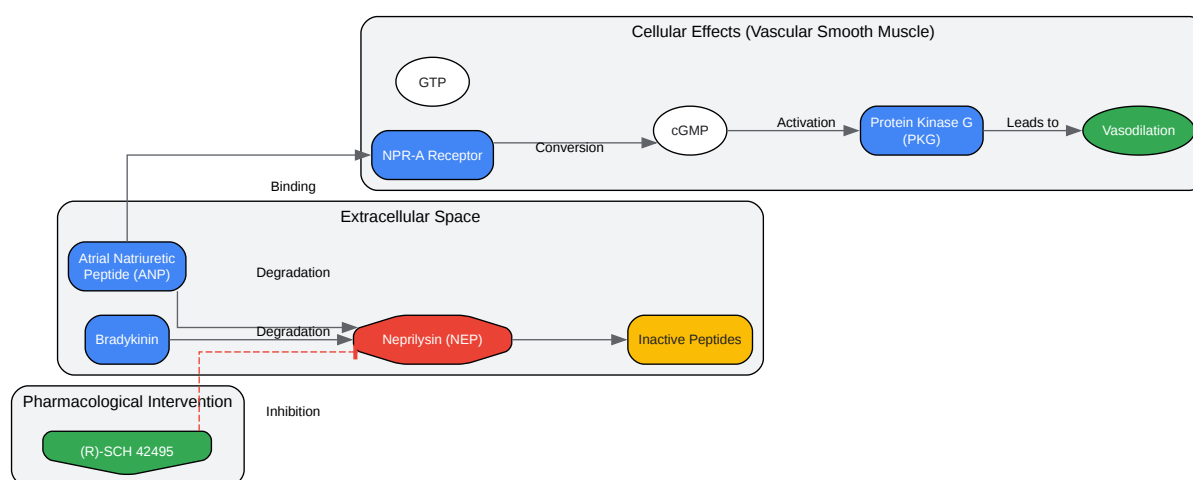 Cellular Effects (Vascular Smooth Muscle)
GTP
NPR-A Receptor
Conversion
cGMP
Activation
Protein Kinase G
(PKG)
Leads to
Vasodilation
Binding
Extracellular Space
Atrial Natriuretic
Peptide (ANP)
Degradation
Bradykinin
Degradation
Neprilysin (NEP)
Inactive Peptides
Pharmacological Intervention
Inhibition
(R)-SCH 42495